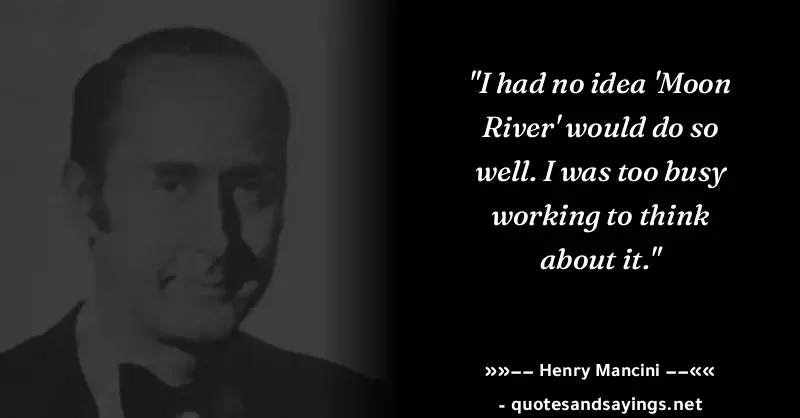 "I had no idea 'Moon
River' would do so
well. I was too busy
working to think
about it."
»»–– Henry Mancini ––««
- quotesandsayings.net